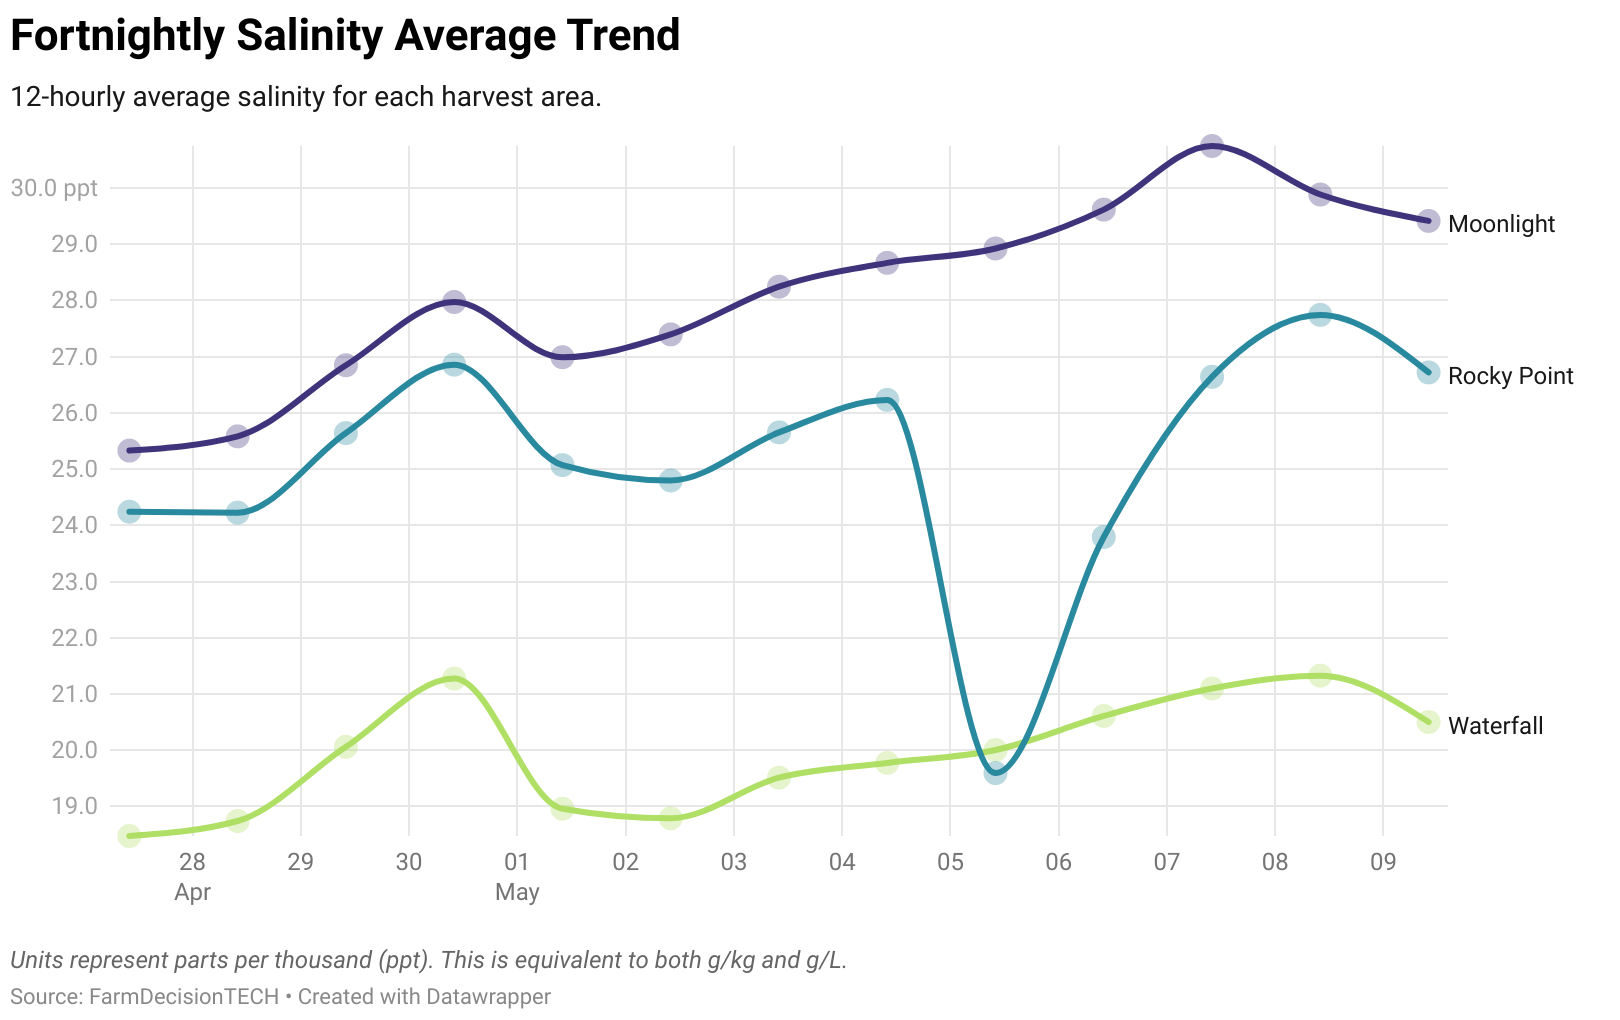 Fortnightly Salinity Average Trend
12-hourly average salinity for each harvest area.
30.0 ppt
29.0
28.0
27.0
26.0
25.0
24.0
23.0
22.0
21.0
20.0
19.0
Moonlight
Rocky Point
Waterfall
28 29 30 01 02 03 04 05 06 07 08 09
Apr May
Units represent parts per thousand (ppt). This is equivalent to both g/kg and g/L.
Source: FarmDecisionTECH • Created with Datawrapper